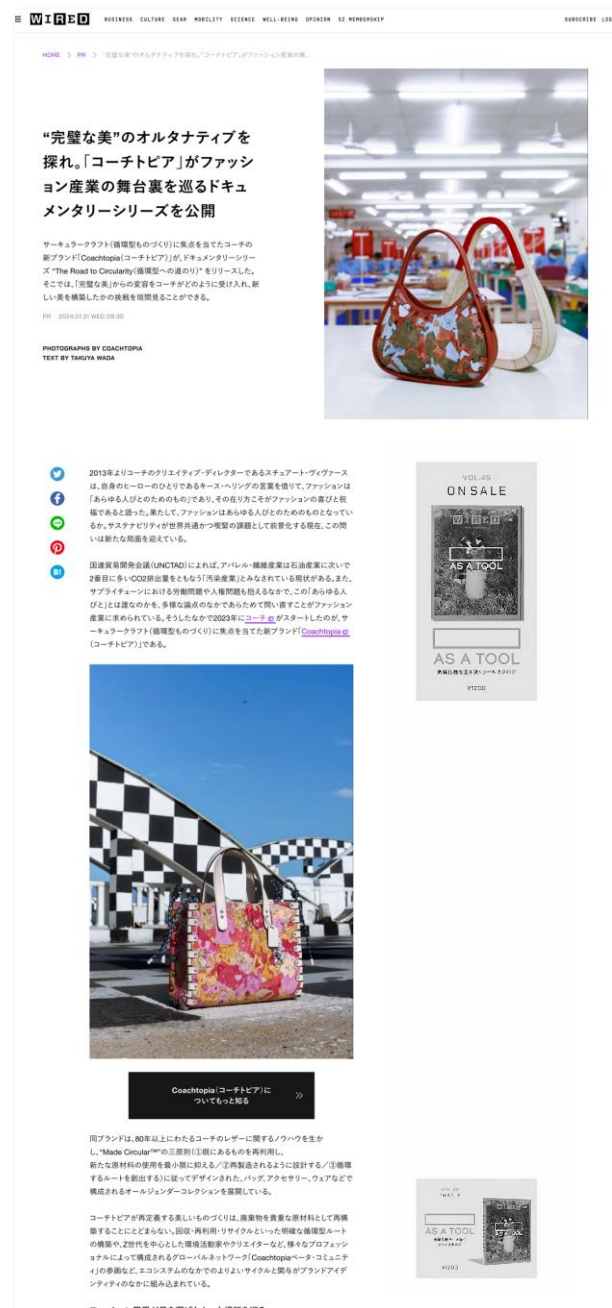 WIRED
BUSINESS CULTURE GEAR MOBILITY SCIENCE WELL-BEING OPINION SZ MEMBERSHIP
SUBSCRIBE LOG
HOME > PR > “完璧な美”のオルタナティブを探れ。「コーチトピア」がファッション産業の舞…
“完璧な美”のオルタナティブを
探れ。「コーチトピア」がファッシ
ョン産業の舞台裏を巡るドキュ
メンタリーシリーズを公開
サーキュラークラフト(循環型ものづくり)に焦点を当てたコーチの
新ブランド「Coachtopia(コーチトピア)」が、ドキュメンタリーシリー
ズ “The Road to Circularity(循環型への道のり)” をリリースした。
そこでは、「完璧な美」からの変容をコーチがどのように受け入れ、新
しい美を構築したかの挑戦を垣間見ることができる。
PR 2024.01.31 WED 09:30
PHOTOGRAPHS BY COACHTOPIA
TEXT BY TAKUYA WADA
2013年よりコーチのクリエイティブ・ディレクターであるスチュアート・ヴィヴァース
は、自身のヒーローのひとりであるキース・ヘリングの言葉を借りて、ファッションは
「あらゆる人びとのためのもの」であり、その在り方こそがファッションの喜びと祝
福であると語った。果たして、ファッションはあらゆる人びとのためのものとなってい
るか。サステナビリティが世界共通かつ喫緊の課題として前景化する現在、この問
いは新たな局面を迎えている。
国連貿易開発会議(UNCTAD)によれば、アパレル・繊維産業は石油産業に次いで
2番目に多いCO2排出量をともなう「汚染産業」とみなされている現状がある。また、
サプライチェーンにおける労働問題や人権問題も抱えるなかで、この「あらゆる人
びと」とは誰なのかを、多様な論点のなかであらためて問い直すことがファッション
産業に求められている。そうしたなかで2023年にコーチがスタートしたのが、サ
ーキュラークラフト(循環型ものづくり)に焦点を当てた新ブランド「Coachtopia
(コーチトピア)」である。
VOL.45
ON SALE
WIRED
AS A TOOL
AS A TOOL
¥1200
Coachtopia(コーチトピア)に
ついてもっと知る
同ブランドは、80年以上にわたるコーチのレザーに関するノウハウを生か
し、“Made Circular™”の三原則(①既にあるものを再利用し、
新たな原材料の使用を最小限に抑える/②再製造されるように設計する/③循環
するルートを創出する)に従ってデザインされた、バッグ、アクセサリー、ウェアなどで
構成されるオールジェンダーコレクションを展開している。
コーチトピアが再定義する美しいものづくりは、廃棄物を貴重な原材料として再構
築することにとどまらない。回収・再利用・リサイクルといった明確な循環型ルート
の構築や、Z世代を中心とした環境活動家やクリエイターなど、様々なプロフェッシ
ョナルによって構成されるグローバルネットワーク「Coachtopiaベータ・コミュニテ
ィ」の参画など、エコシステムのなかでのよりよいサイクルと関与がブランドアイデ
ンティティのなかに組み込まれている。
AS A TOOL
¥1200
AS A TOOL